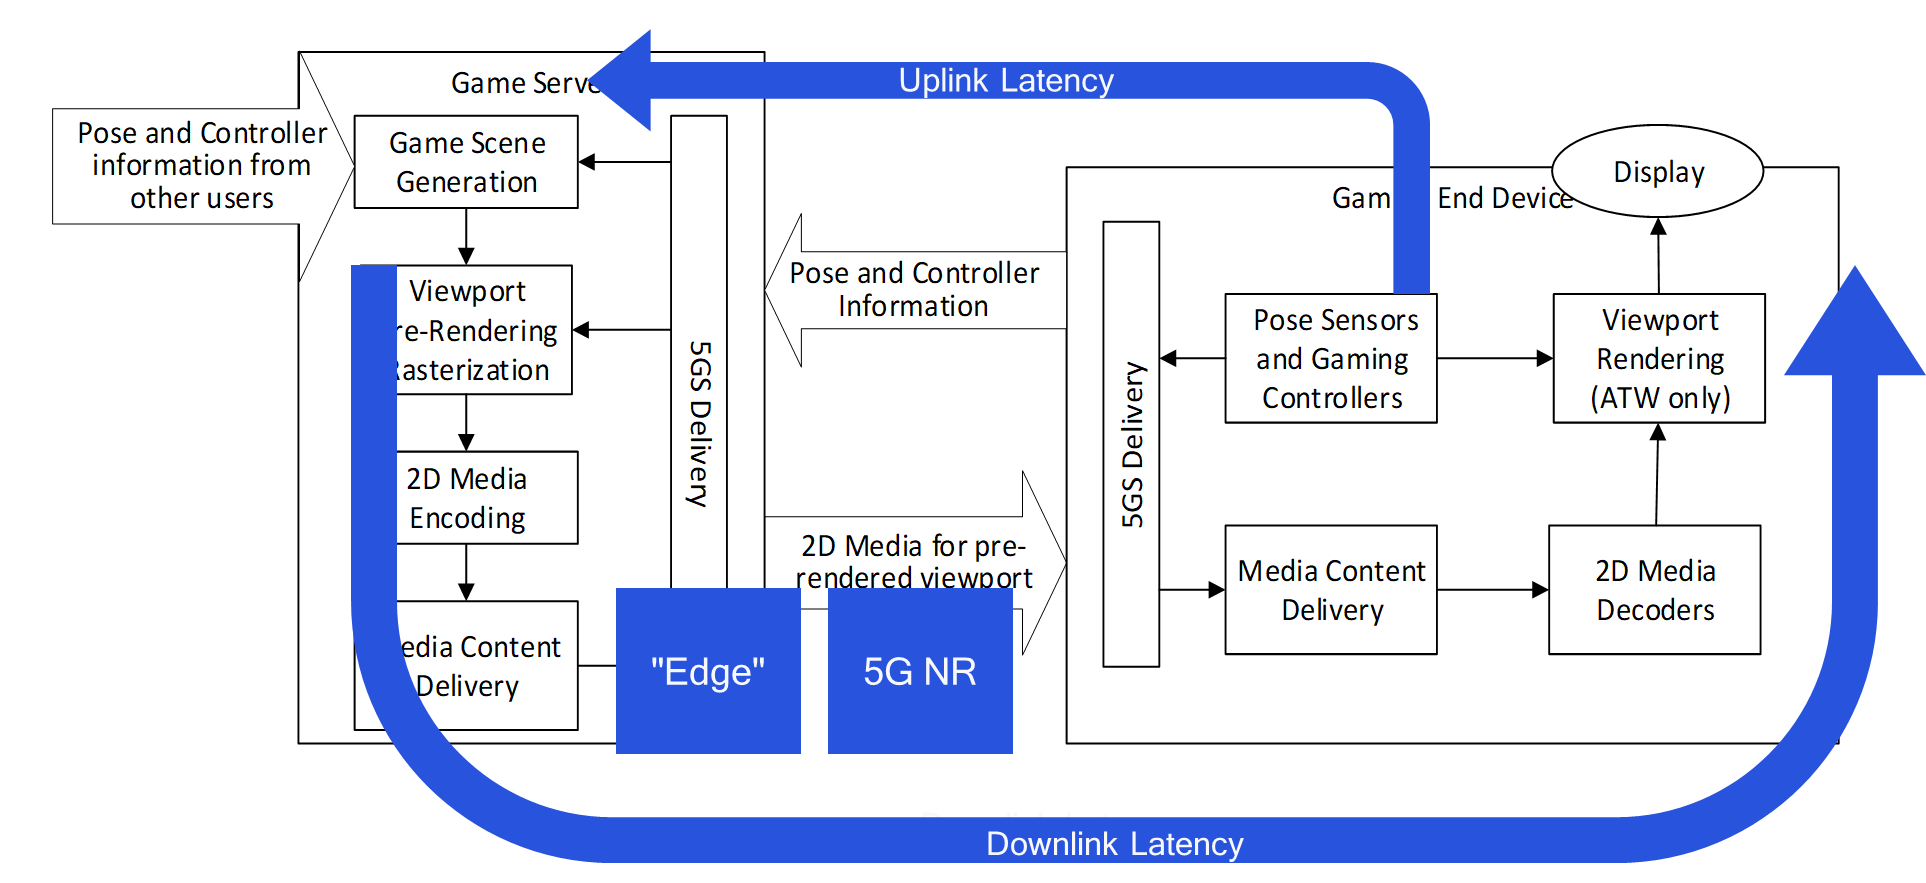 Game Serve
Uplink Latency
Pose and Controller
information from
other users
Game Scene
Generation
Viewport
re-Rendering
Rasterization
2D Media
Encoding
edia Content
Delivery
5GS Delivery
Pose and Controller
Information
2D Media for pre-
rendered viewport
"Edge"
5G NR
Gam End Device
Display
5GS Delivery
Pose Sensors
and Gaming
Controllers
Viewport
Rendering
(ATW only)
Media Content
Delivery
2D Media
Decoders
Downlink Latency